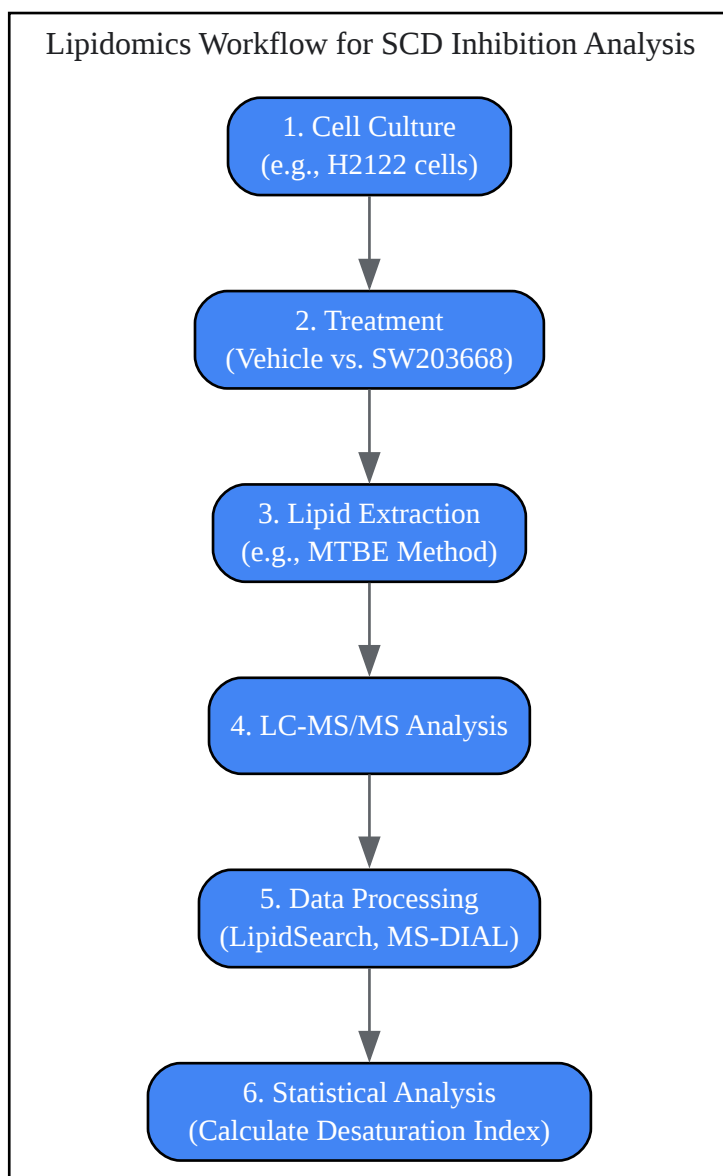 Lipidomics Workflow for SCD Inhibition Analysis
1. Cell Culture
(e.g., H2122 cells)
2. Treatment
(Vehicle vs. SW203668)
3. Lipid Extraction
(e.g., MTBE Method)
4. LC-MS/MS Analysis
5. Data Processing
(LipidSearch, MS-DIAL)
6. Statistical Analysis
(Calculate Desaturation Index)